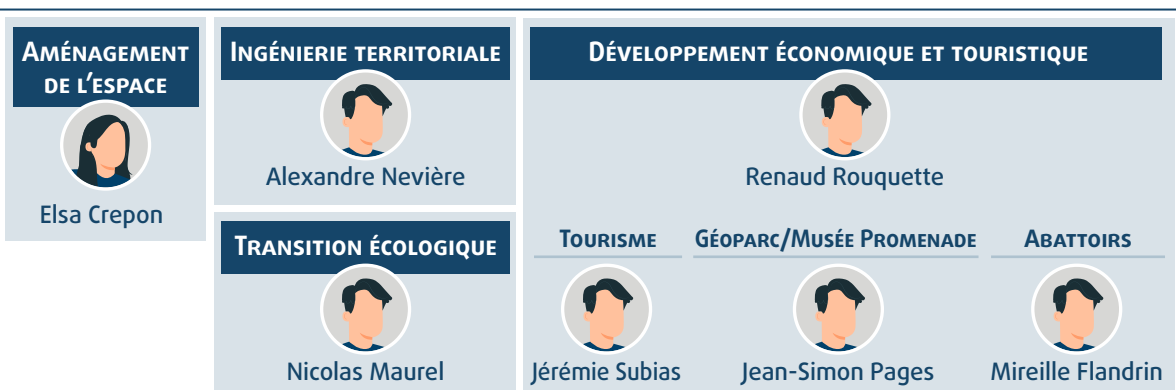 AMÉNAGEMENT
DE L'ESPACE
Elsa Crepon
INGÉNIERIE TERRITORIALE
Alexandre Nevière
TRANSITION ÉCOLOGIQUE
Nicolas Maurel
DÉVELOPPEMENT ÉCONOMIQUE ET TOURISTIQUE
Renaud Rouquette
TOURISME
Jérémie Subias
GÉOPARC/MUSÉE PROMENADE
Jean-Simon Pages
ABATTOIRS
Mireille Flandrin